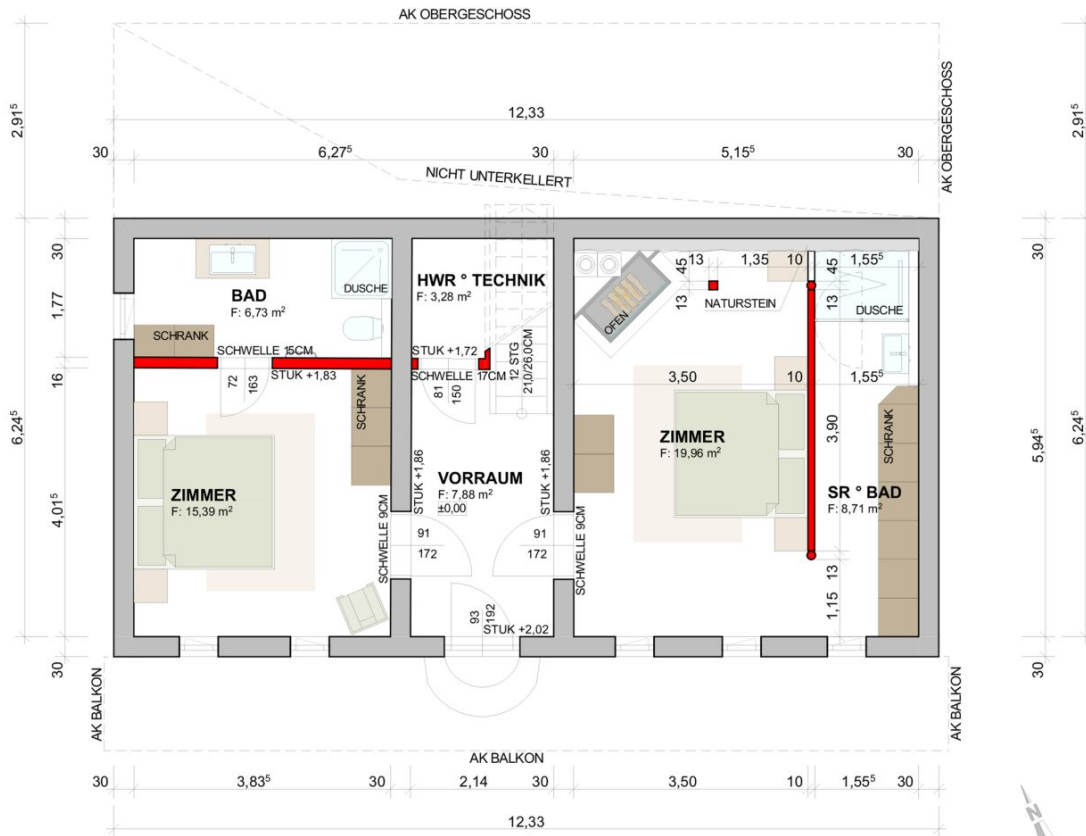 AK OBERGESCHOSS
2,91⁵
AK OBERGESCHOSS
2,91⁵
12,33
30
6,27⁵
30
5,15⁵
30
NICHT UNTERKELLERT
30
1,77
16
4,01⁵
30
6,24⁵
BAD
F: 6,73 m²
DUSCHE
SCHRANK
SCHWELLE 15CM
STUK +1,83
72
163
SCHRANK
ZIMMER
F: 15,39 m²
SCHWELLE 9CM
HWR ° TECHNIK
F: 3,28 m²
STUK +1,72
SCHWELLE 17CM
81
150
12 STG
21,0/26,0CM
STUK +1,86
VORRAUM
F: 7,88 m²
±0,00
STUK +1,86
91
172
91
172
93
192
STUK +2,02
SCHWELLE 9CM
OFEN
45
13
13
1,35
10
1,55⁵
NATURSTEIN
45
13
DUSCHE
3,50
10
1,55⁵
ZIMMER
F: 19,96 m²
3,90
SCHRANK
SR ° BAD
F: 8,71 m²
13
1,15
30
5,94⁵
30
6,24⁵
AK BALKON
AK BALKON
AK BALKON
30
3,83⁵
30
2,14
30
3,50
10
1,55⁵
30
12,33
N